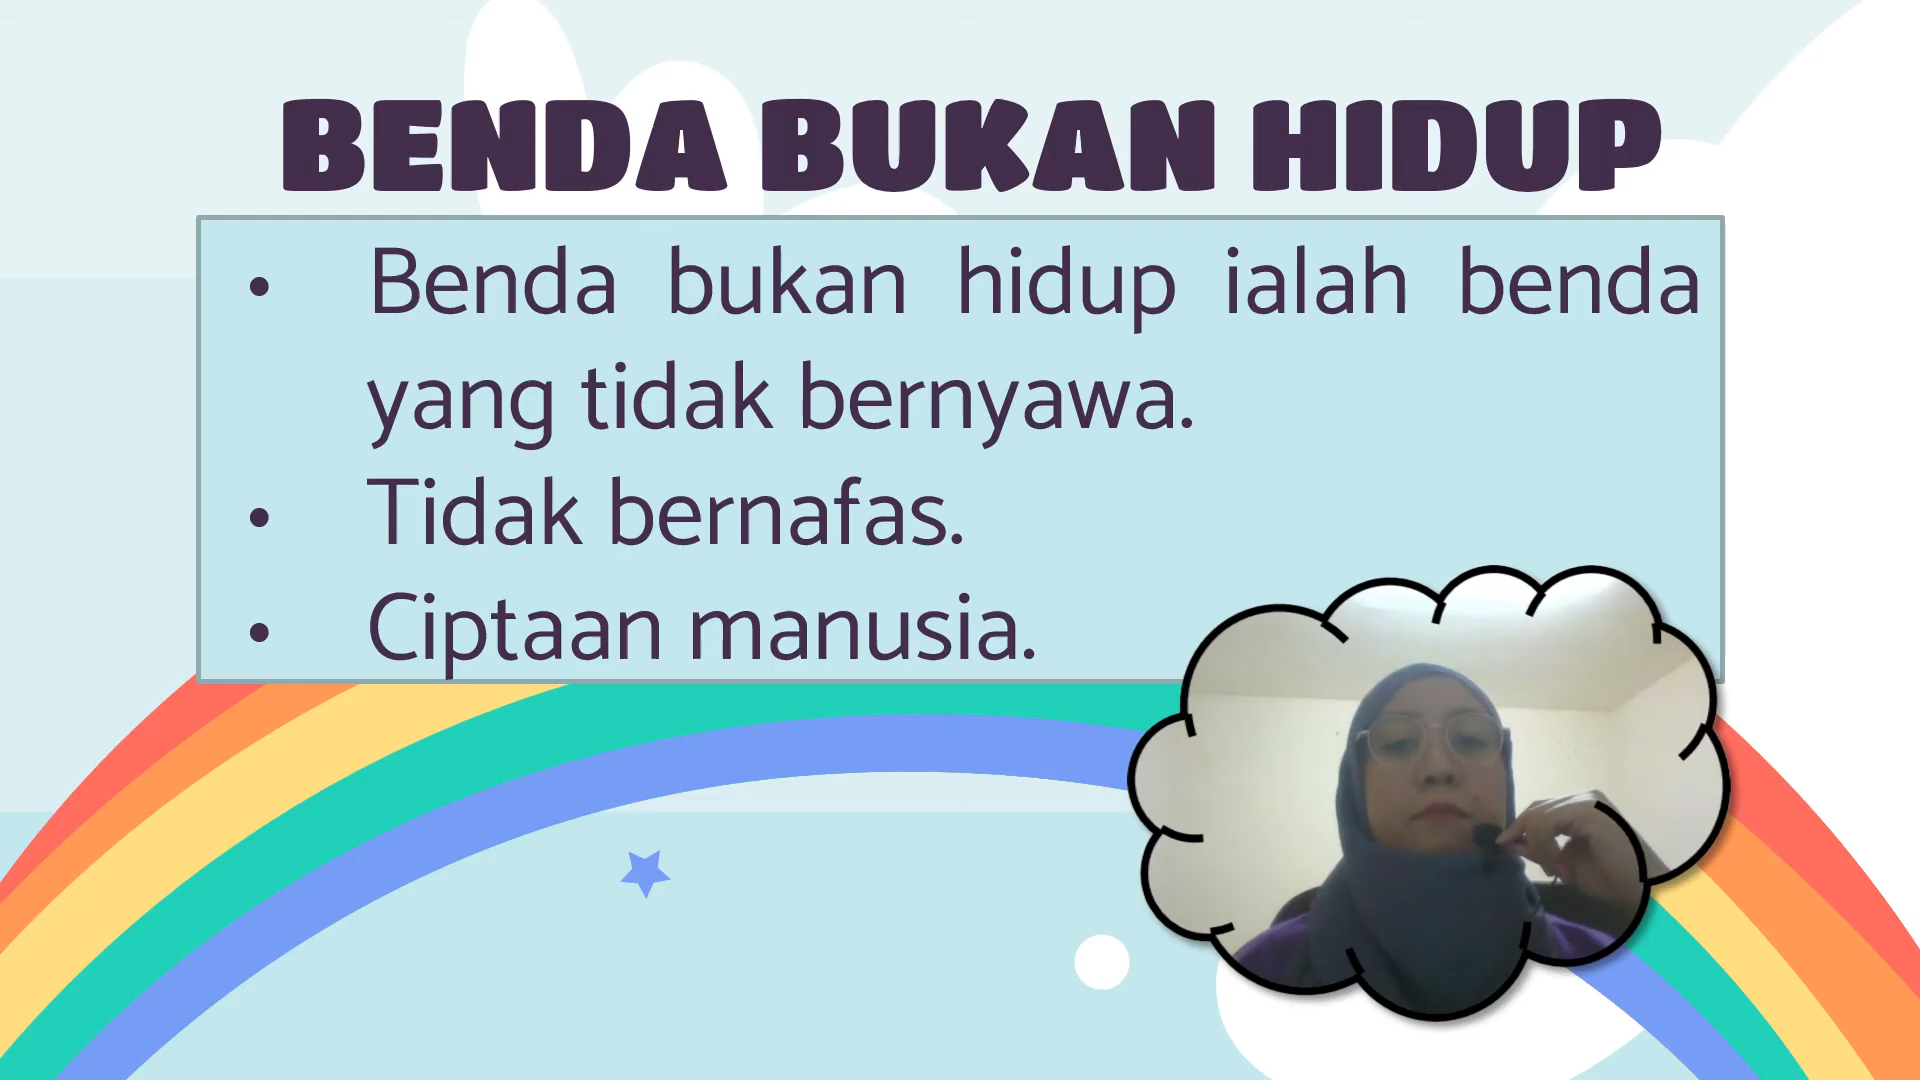 BENDA BUKAN HIDUP
• Benda bukan hidup ialah benda
yang tidak bernyawa.
• Tidak bernafas.
• Ciptaan manusia.